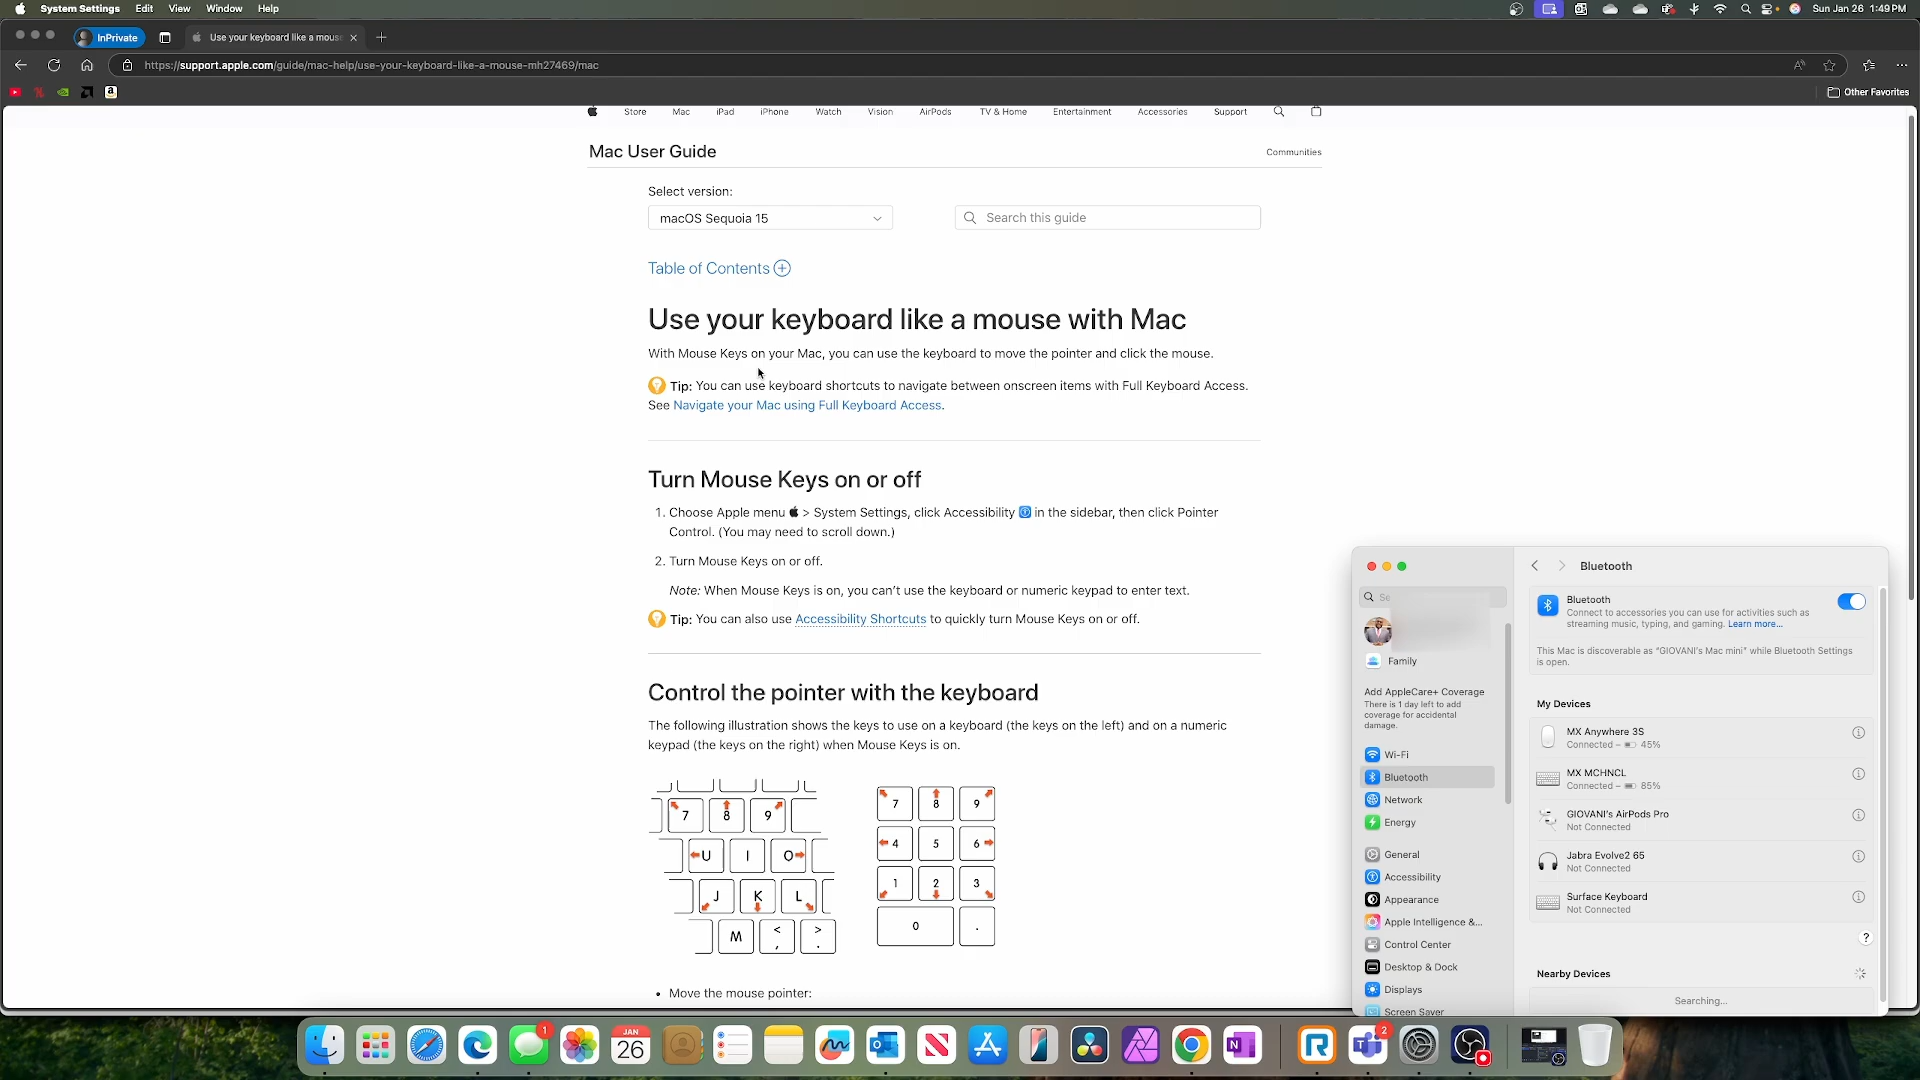 System Settings Edit View Window Help
Sun Jan 26 1:49 PM
InPrivate
Use your keyboard like a mouse
https://support.apple.com/guide/mac-help/use-your-keyboard-like-a-mouse-mh27469/mac
Other Favorites
Store Mac iPad iPhone Watch Vision AirPods TV & Home Entertainment Accessories Support
Mac User Guide
Communities
Select version:
macOS Sequoia 15
Search this guide
Table of Contents
Use your keyboard like a mouse with Mac
With Mouse Keys on your Mac, you can use the keyboard to move the pointer and click the mouse.
Tip: You can use keyboard shortcuts to navigate between onscreen items with Full Keyboard Access.
See Navigate your Mac using Full Keyboard Access.
Turn Mouse Keys on or off
1. Choose Apple menu > System Settings, click Accessibility in the sidebar, then click Pointer
Control. (You may need to scroll down.)
2. Turn Mouse Keys on or off.
Note: When Mouse Keys is on, you can't use the keyboard or numeric keypad to enter text.
Tip: You can also use Accessibility Shortcuts to quickly turn Mouse Keys on or off.
Control the pointer with the keyboard
The following illustration shows the keys to use on a keyboard (the keys on the left) and on a numeric
keypad (the keys on the right) when Mouse Keys is on.
7 8 9
U I O
J K L
M < , > .
7 8 9
4 5 6
1 2 3
0 .
• Move the mouse pointer:
Se
Family
Add AppleCare+ Coverage
There is 1 day left to add
coverage for accidental
damage.
Wi-Fi
Bluetooth
Network
Energy
General
Accessibility
Appearance
Apple Intelligence &...
Control Center
Desktop & Dock
Displays
Screen Saver
Bluetooth
Bluetooth
Connect to accessories you can use for activities such as
streaming music, typing, and gaming. Learn more...
This Mac is discoverable as "GIOVANI's Mac mini" while Bluetooth Settings
is open.
My Devices
MX Anywhere 3S
Connected – 45%
MX MCHNCL
Connected – 85%
GIOVANI's AirPods Pro
Not Connected
Jabra Evolve2 65
Not Connected
Surface Keyboard
Not Connected
?
Nearby Devices
Searching...
1
JAN
26
2